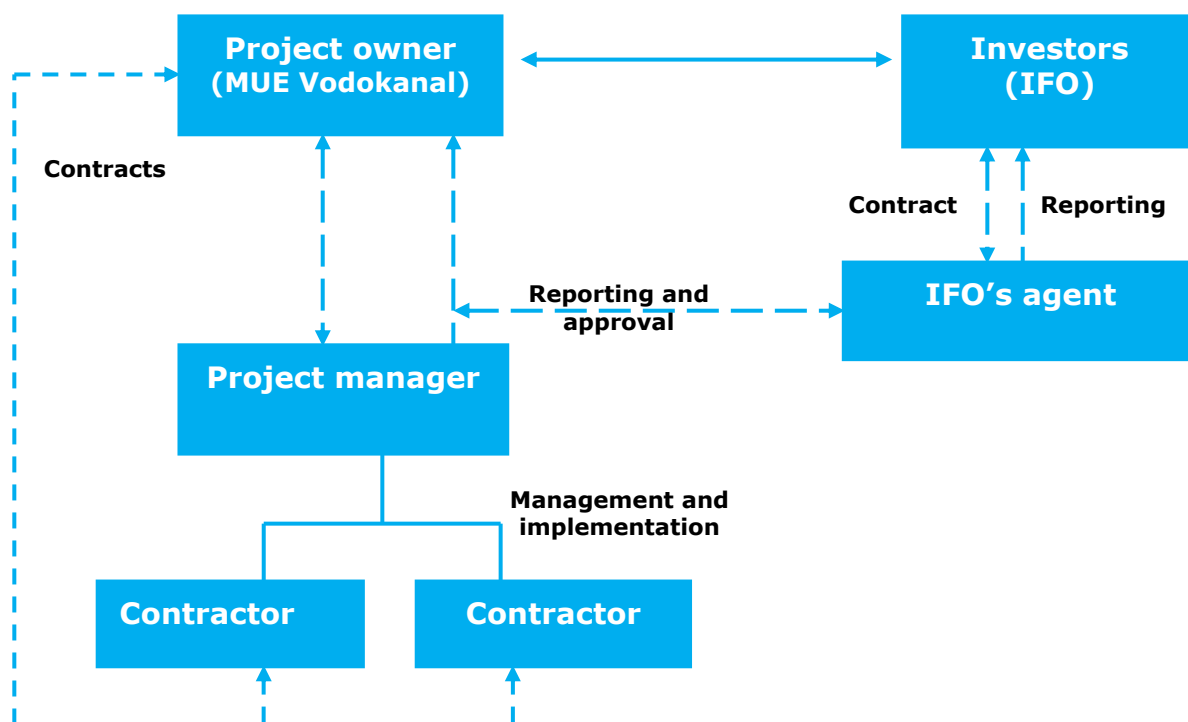 Project owner
(MUE Vodokanal)
Investors
(IFO)
Contracts
Contract
Reporting
Reporting and
approval
IFO’s agent
Project manager
Management and
implementation
Contractor
Contractor